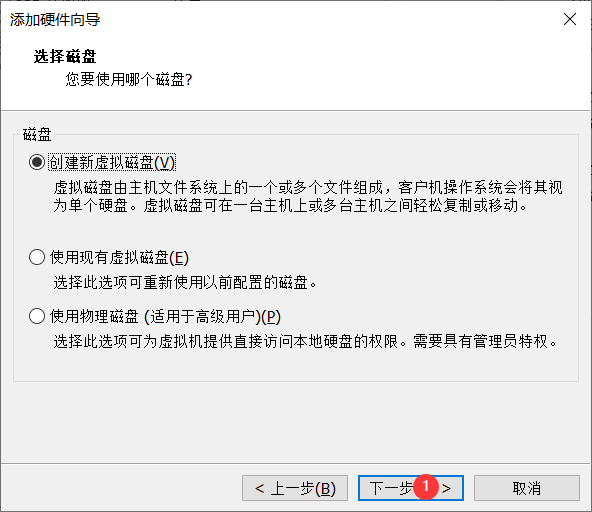 添加硬件向导
选择磁盘
您要使用哪个磁盘?
磁盘
创建新虚拟磁盘(V)
虚拟磁盘由主机文件系统上的一个或多个文件组成，客户机操作系统会将其视
为单个硬盘。虚拟磁盘可在一台主机上或多台主机之间轻松复制或移动。
使用现有虚拟磁盘(E)
选择此选项可重新使用以前配置的磁盘。
使用物理磁盘 (适用于高级用户)(P)
选择此选项可为虚拟机提供直接访问本地硬盘的权限。需要具有管理员特权。
< 上一步(B) 下一步 1 > 取消